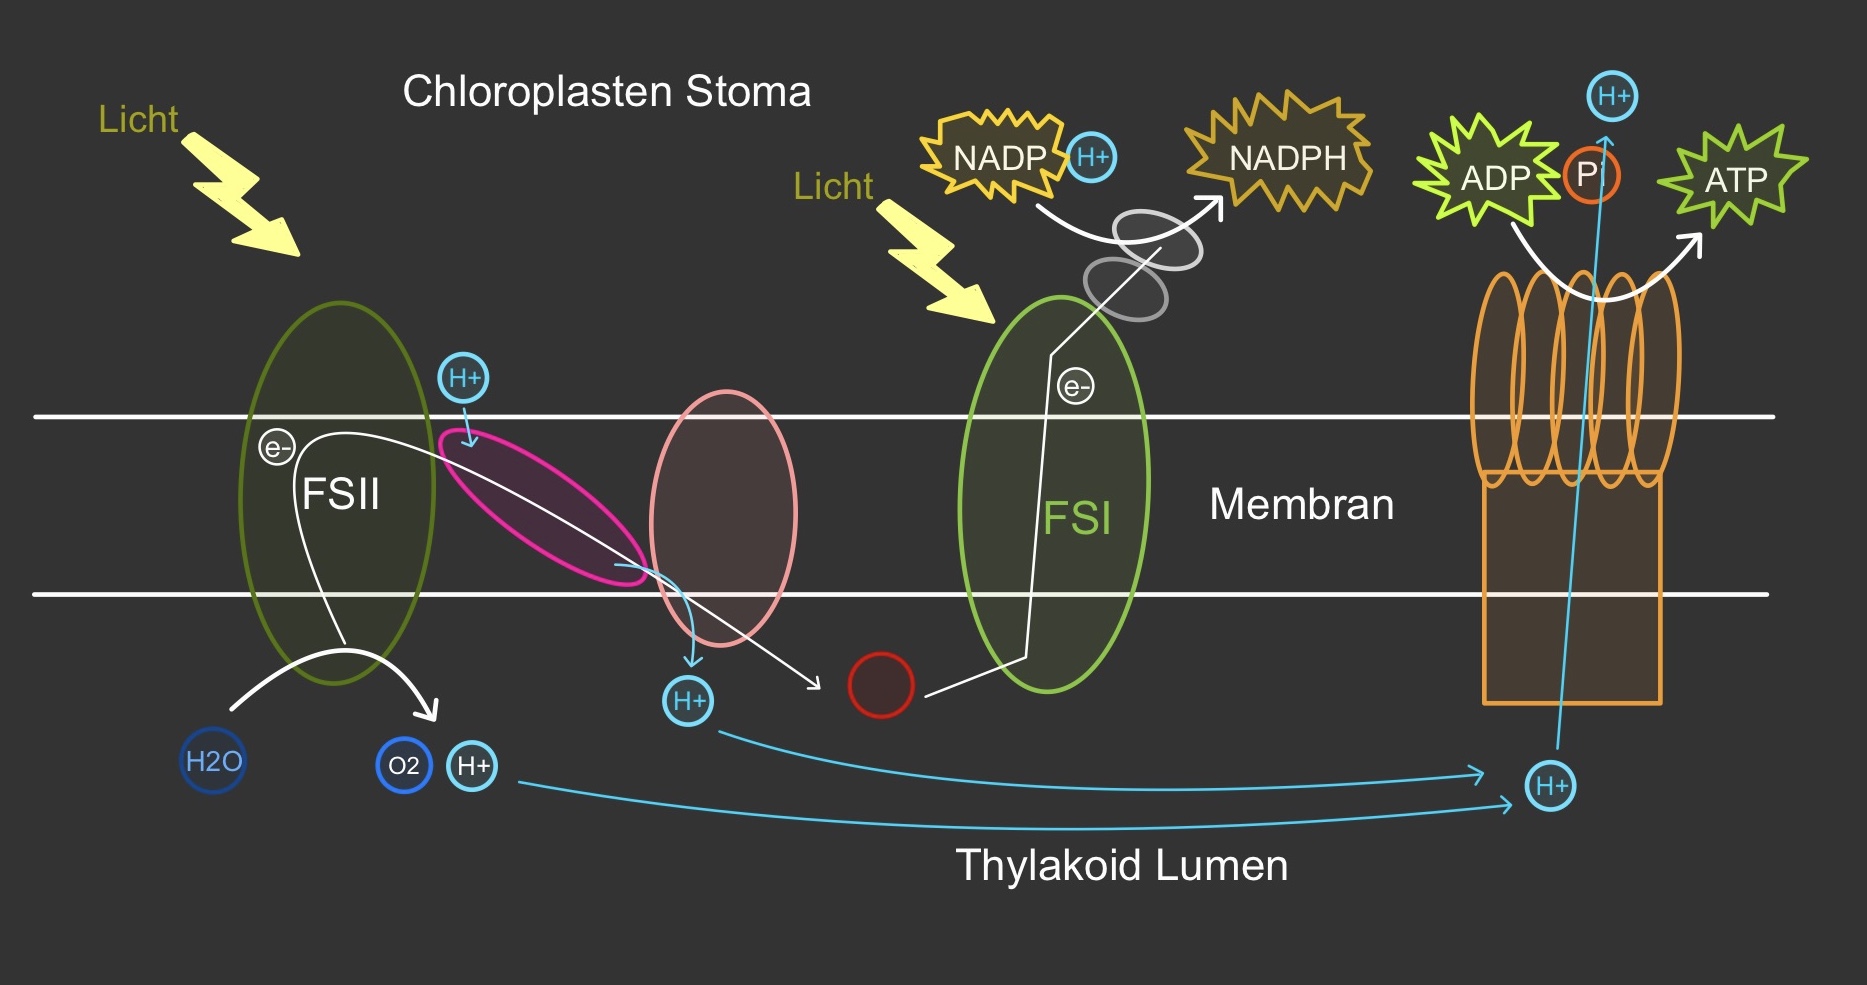 Chloroplasten Stoma
Licht
Licht
NADP
H+
NADPH
ADP
Pi
H+
ATP
H+
e-
FSII
e-
FSI
Membran
H+
H2O
O2
H+
H+
Thylakoid Lumen